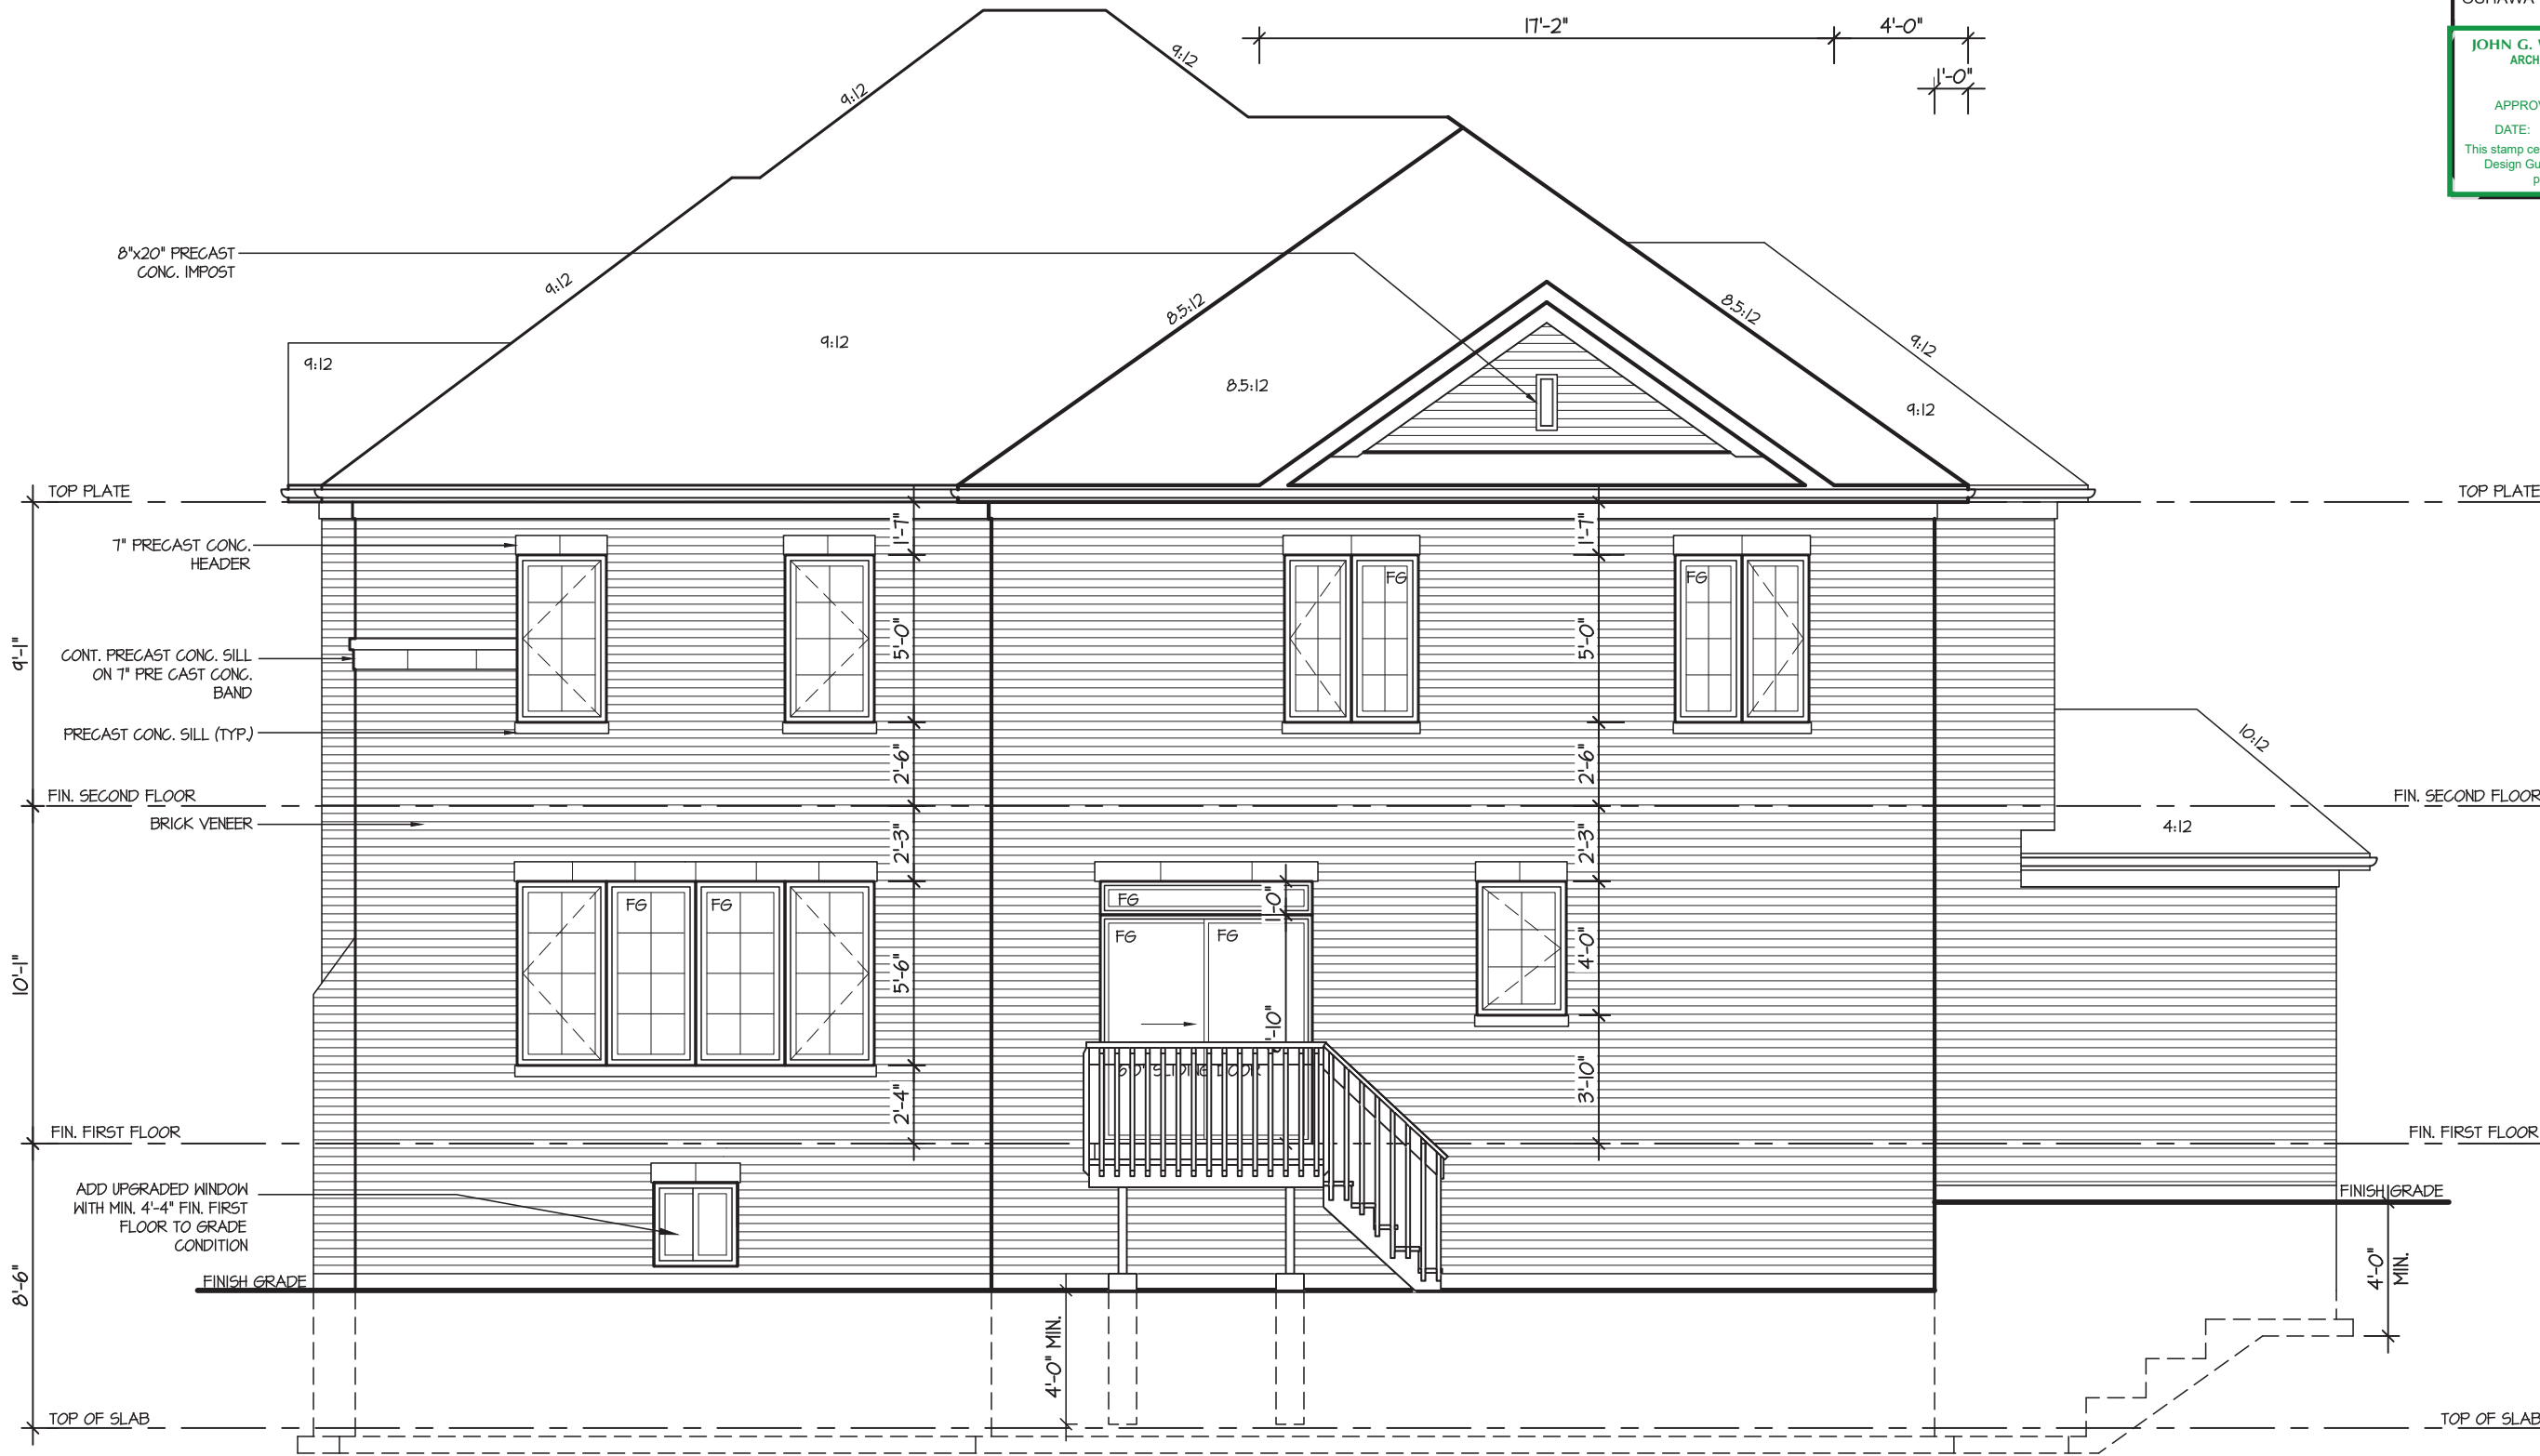 17'-2"
4'-0"
1'-0"
JOHN G.
ARCH
APPROV
DATE:
This stamp ce
Design Gu
p
9:12
9:12
9:12
9:12
9:12
8.5:12
8.5:12
8.5:12
9:12
9:12
8"x20" PRECAST
CONC. IMPOST
TOP PLATE
TOP PLATE
7" PRECAST CONC.
HEADER
1'-7"
1'-7"
FG
FG
9'-1"
5'-0"
5'-0"
CONT. PRECAST CONC. SILL
ON 7" PRE CAST CONC.
BAND
PRECAST CONC. SILL (TYP.)
2'-6"
2'-6"
10:12
FIN. SECOND FLOOR
FIN. SECOND FLOOR
BRICK VENEER
2'-3"
2'-3"
4:12
FG
FG
FG
1'-0"
FG
FG
10'-1"
5'-6"
4'-0"
'-10"
SLIDING DOOR
2'-4"
3'-10"
FIN. FIRST FLOOR
FIN. FIRST FLOOR
ADD UPGRADED WINDOW
WITH MIN. 4'-4" FIN. FIRST
FLOOR TO GRADE
CONDITION
FINISH GRADE
FINISH GRADE
8'-6"
4'-0" MIN.
4'-0"
MIN.
TOP OF SLAB
TOP OF SLAB